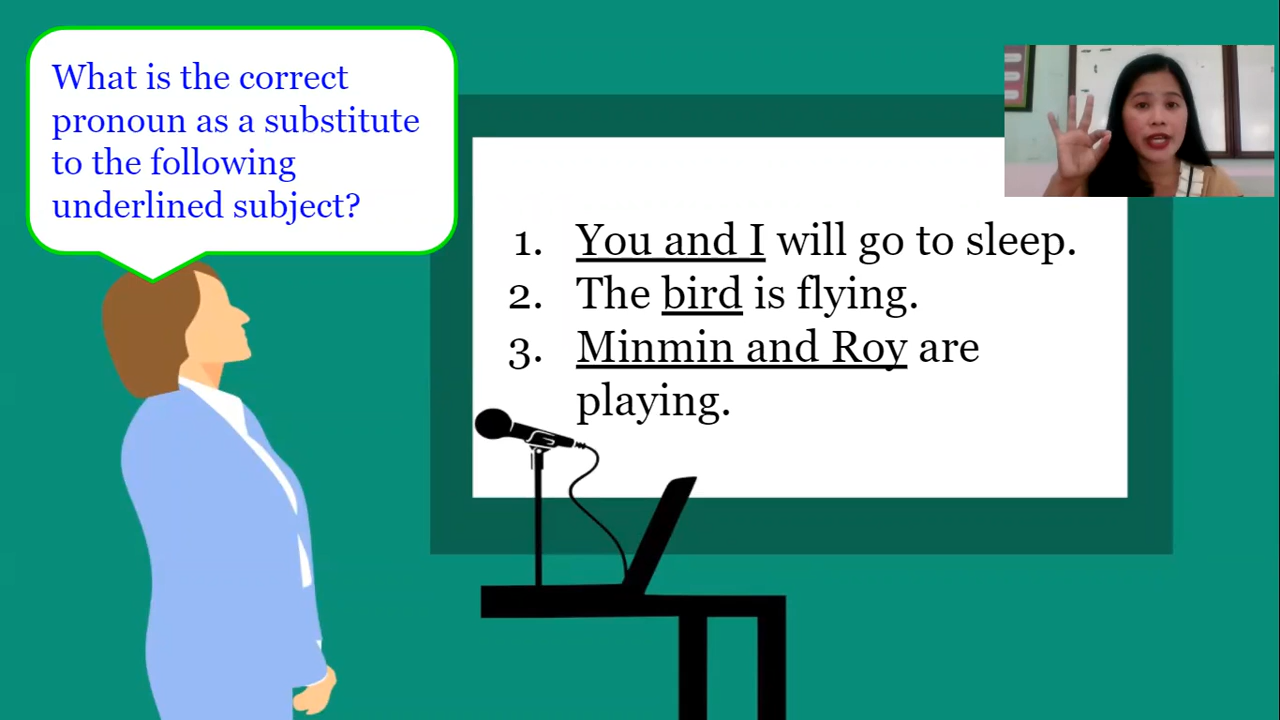 What is the correct
pronoun as a substitute
to the following
underlined subject?
1. You and I will go to sleep.
2. The bird is flying.
3. Minmin and Roy are
playing.